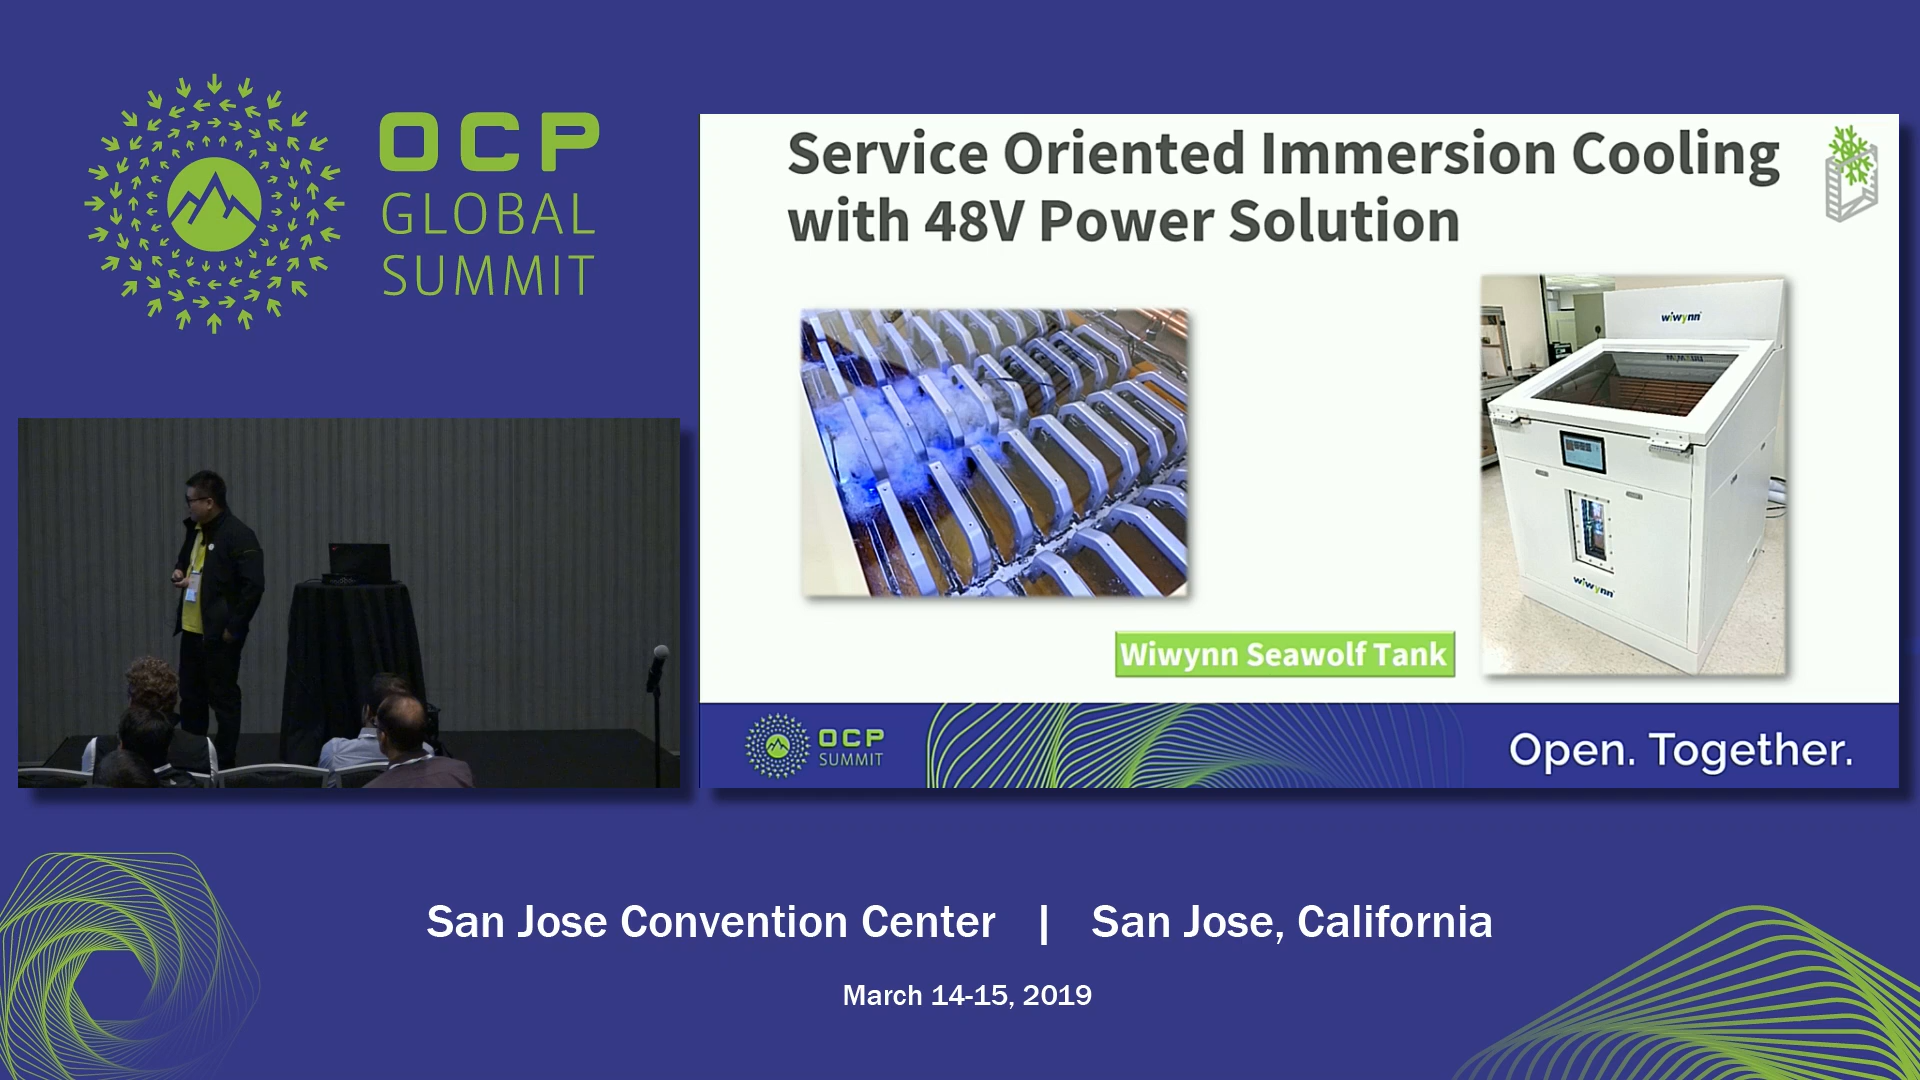 OCP
GLOBAL
SUMMIT
Service Oriented Immersion Cooling
with 48V Power Solution
wiwynn
wiwynn
Wiwynn Seawolf Tank
OCP
SUMMIT
Open. Together.
San Jose Convention Center | San Jose, California
March 14-15, 2019